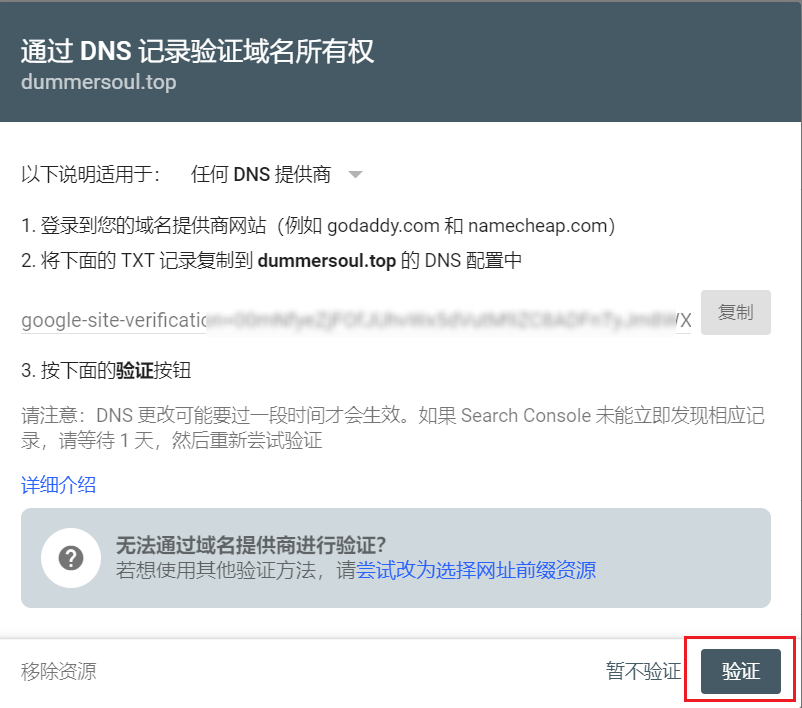 通过 DNS 记录验证域名所有权
dummersoul.top
以下说明适用于： 任何 DNS 提供商
1. 登录到您的域名提供商网站（例如 godaddy.com 和 namecheap.com）
2. 将下面的 TXT 记录复制到 dummersoul.top 的 DNS 配置中
google-site-verificatio
复制
3. 按下面的验证按钮
请注意：DNS 更改可能要过一段时间才会生效。如果 Search Console 未能立即发现相应记
录，请等待 1 天，然后重新尝试验证
详细介绍
无法通过域名提供商进行验证？
若想使用其他验证方法，请尝试改为选择网址前缀资源
移除资源 暂不验证 验证